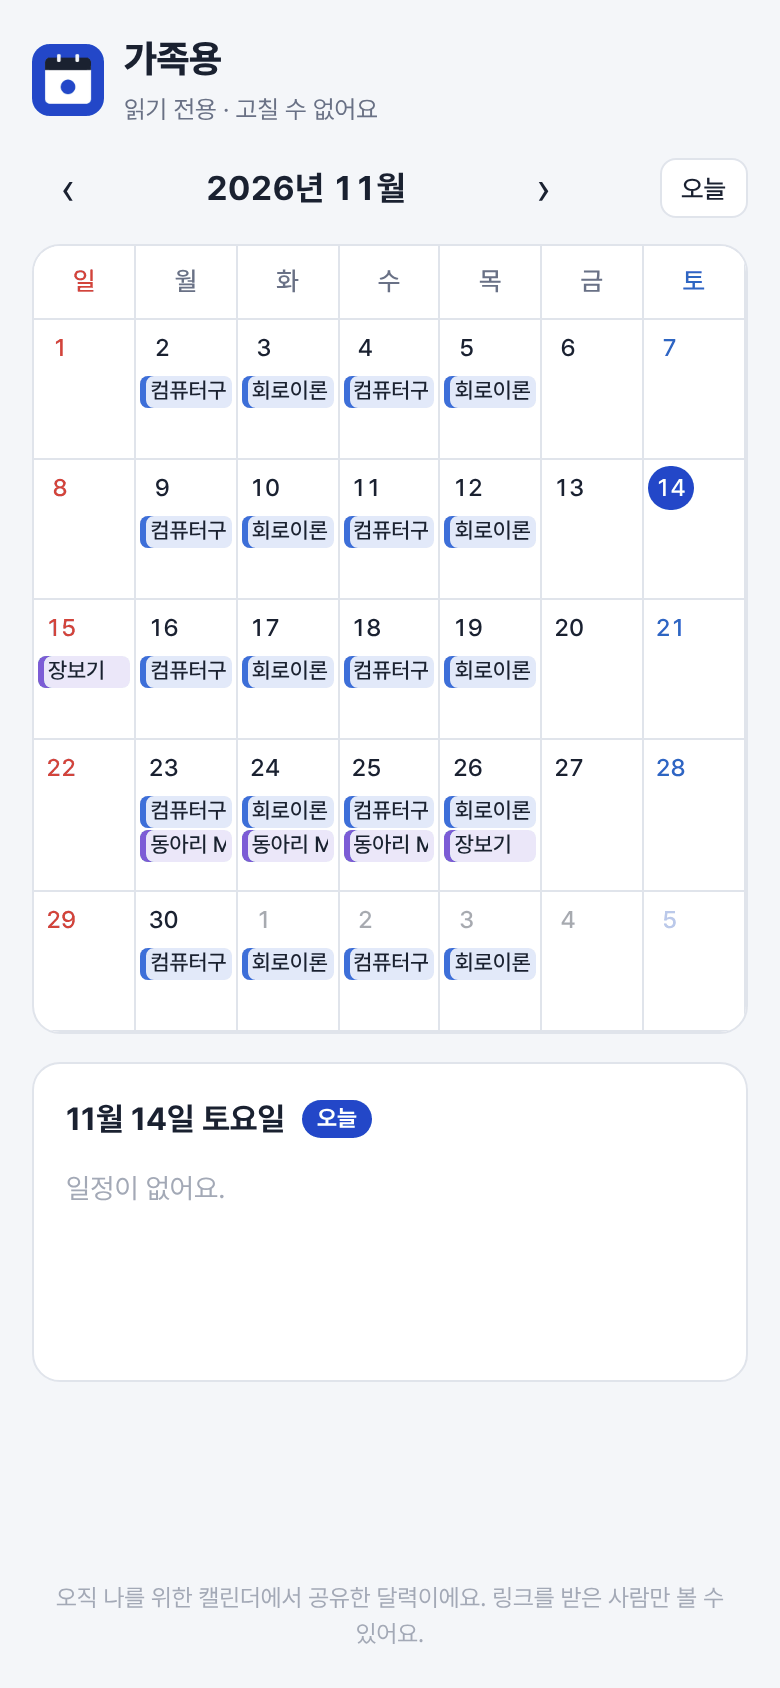 가족용
읽기 전용 · 고칠 수 없어요
‹ 2026년 11월 › 오늘
일 월 화 수 목 금 토
1 2 3 4 5 6 7
컴퓨터구 회로이론 컴퓨터구 회로이론
8 9 10 11 12 13 14
컴퓨터구 회로이론 컴퓨터구 회로이론
15 16 17 18 19 20 21
장보기 컴퓨터구 회로이론 컴퓨터구 회로이론
22 23 24 25 26 27 28
컴퓨터구 회로이론 컴퓨터구 회로이론
동아리 M 동아리 M 동아리 M 장보기
29 30 1 2 3 4 5
컴퓨터구 회로이론 컴퓨터구 회로이론
11월 14일 토요일 오늘
일정이 없어요.
오직 나를 위한 캘린더에서 공유한 달력이에요. 링크를 받은 사람만 볼 수
있어요.